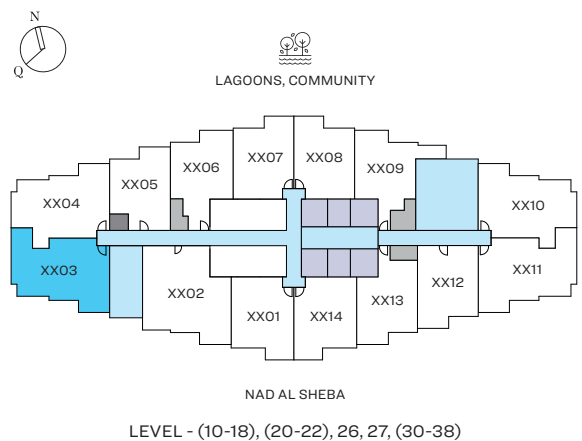 N
Q
LAGOONS, COMMUNITY
XX07 XX08
XX06 XX09
XX05
XX04 XX10
XX03 XX11
XX12
XX02 XX13
XX01 XX14
NAD AL SHEBA
LEVEL - (10-18), (20-22), 26, 27, (30-38)